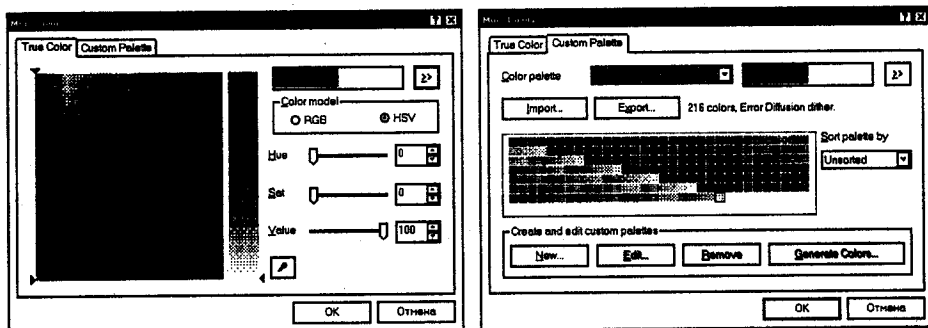 True Color
Custom Palette
>>
Color model
RGB
HSV
Hue
0
Sat
0
Value
100
OK
Отмена
True Color
Custom Palette
Color palette
>>
Import...
Export...
216 colors, Error Diffusion dither.
Sort palette by
Unsorted
Create and edit custom palettes
New...
Edit...
Remove
Generate Colors...
OK
Отмена